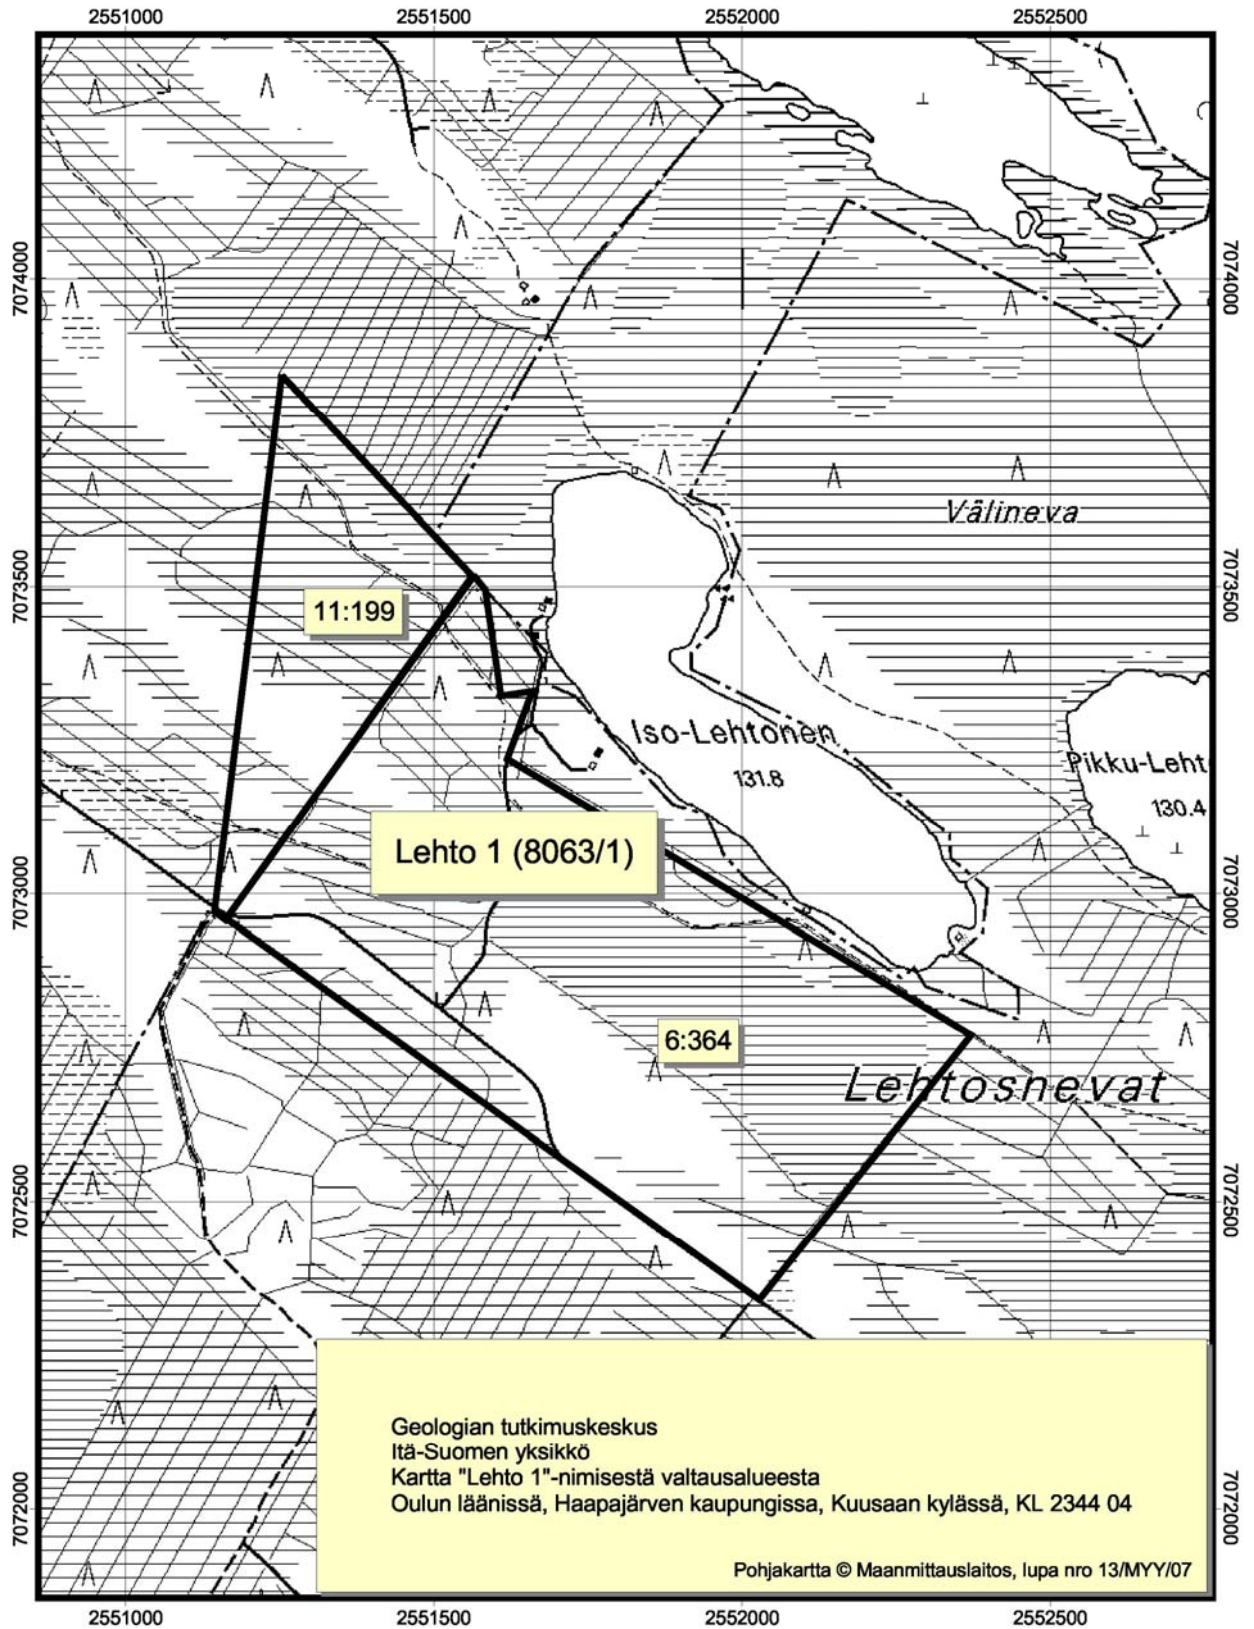 2551000 2551500 2552000 2552500
7074000 7074000
Välineva
7073500 7073500
11:199
Iso-Lehtonen
131.8
Pikku-Leht
130.4
Lehto 1 (8063/1)
7073000 7073000
6:364
Lehtosnevat
7072500 7072500
Geologian tutkimuskeskus
Itä-Suomen yksikkö
Kartta "Lehto 1"-nimisestä valtausalueesta
Oulun läänissä, Haapajärven kaupungissa, Kuusaan kylässä, KL 2344 04
7072000 7072000
Pohjakartta © Maanmittauslaitos, lupa nro 13/MYY/07
2551000 2551500 2552000 2552500